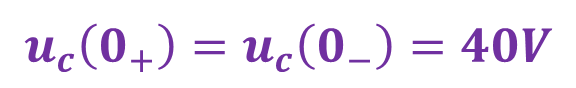 u_c(0_+) = u_c(0_−) = 40V